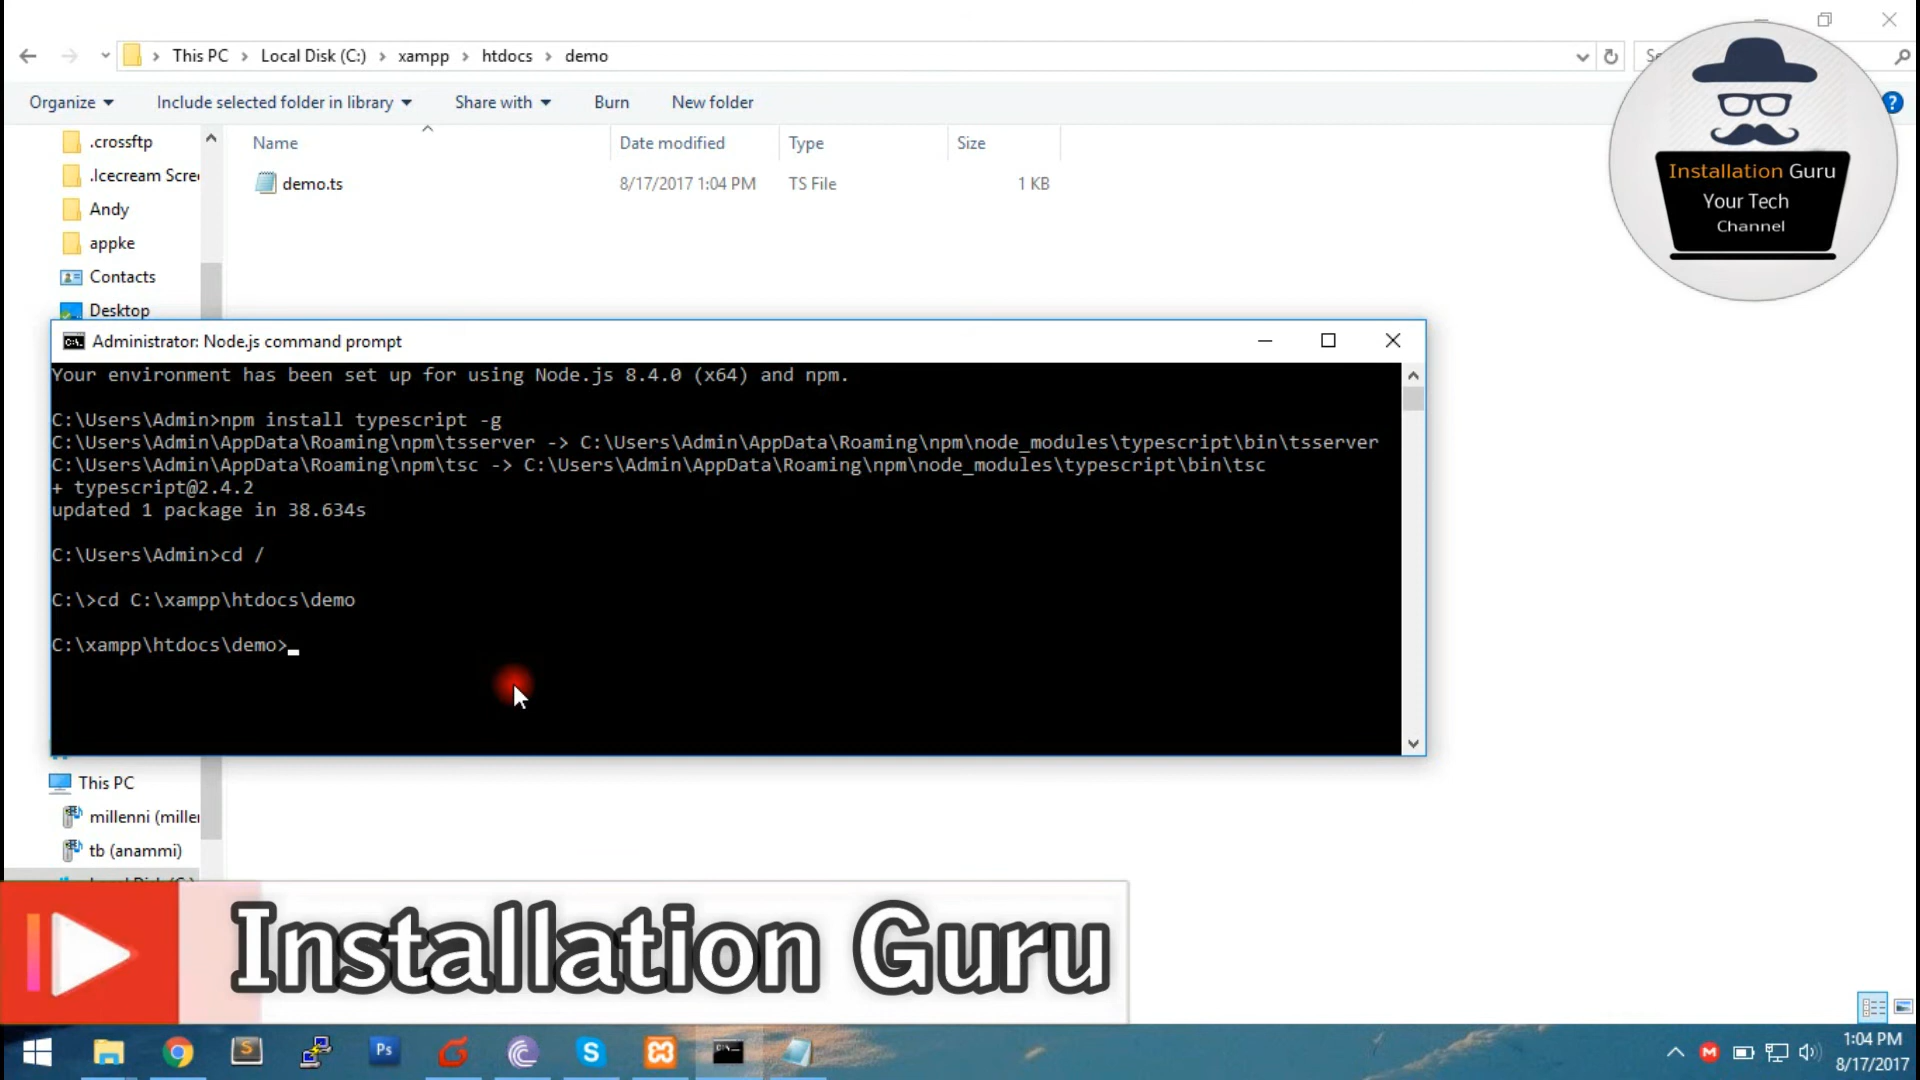 This PC > Local Disk (C:) > xampp > htdocs > demo
Organize Include selected folder in library Share with Burn New folder
Name Date modified Type Size
demo.ts 8/17/2017 1:04 PM TS File 1 KB
.crossftp
.Icecream Scre
Andy
appke
Contacts
Desktop
Installation Guru
Your Tech
Channel
Administrator: Node.js command prompt
Your environment has been set up for using Node.js 8.4.0 (x64) and npm.
C:\Users\Admin>npm install typescript -g
C:\Users\Admin\AppData\Roaming\npm\tsserver -> C:\Users\Admin\AppData\Roaming\npm\node_modules\typescript\bin\tsserver
C:\Users\Admin\AppData\Roaming\npm\tsc -> C:\Users\Admin\AppData\Roaming\npm\node_modules\typescript\bin\tsc
+ typescript@2.4.2
updated 1 package in 38.634s
C:\Users\Admin>cd /
C:\>cd C:\xampp\htdocs\demo
C:\xampp\htdocs\demo>
This PC
millenni (miller
tb (anammi)
Installation Guru
Ps
1:04 PM
8/17/2017